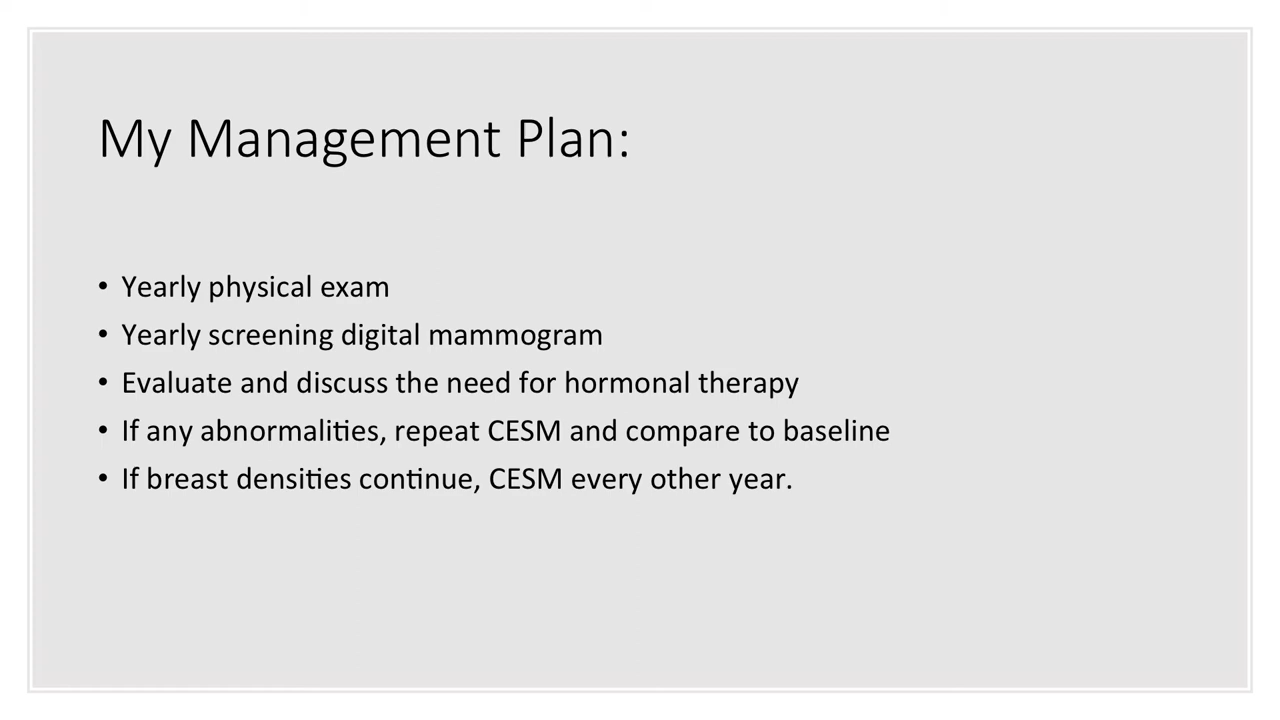 My Management Plan:
• Yearly physical exam
• Yearly screening digital mammogram
• Evaluate and discuss the need for hormonal therapy
• If any abnormalities, repeat CESM and compare to baseline
• If breast densities continue, CESM every other year.